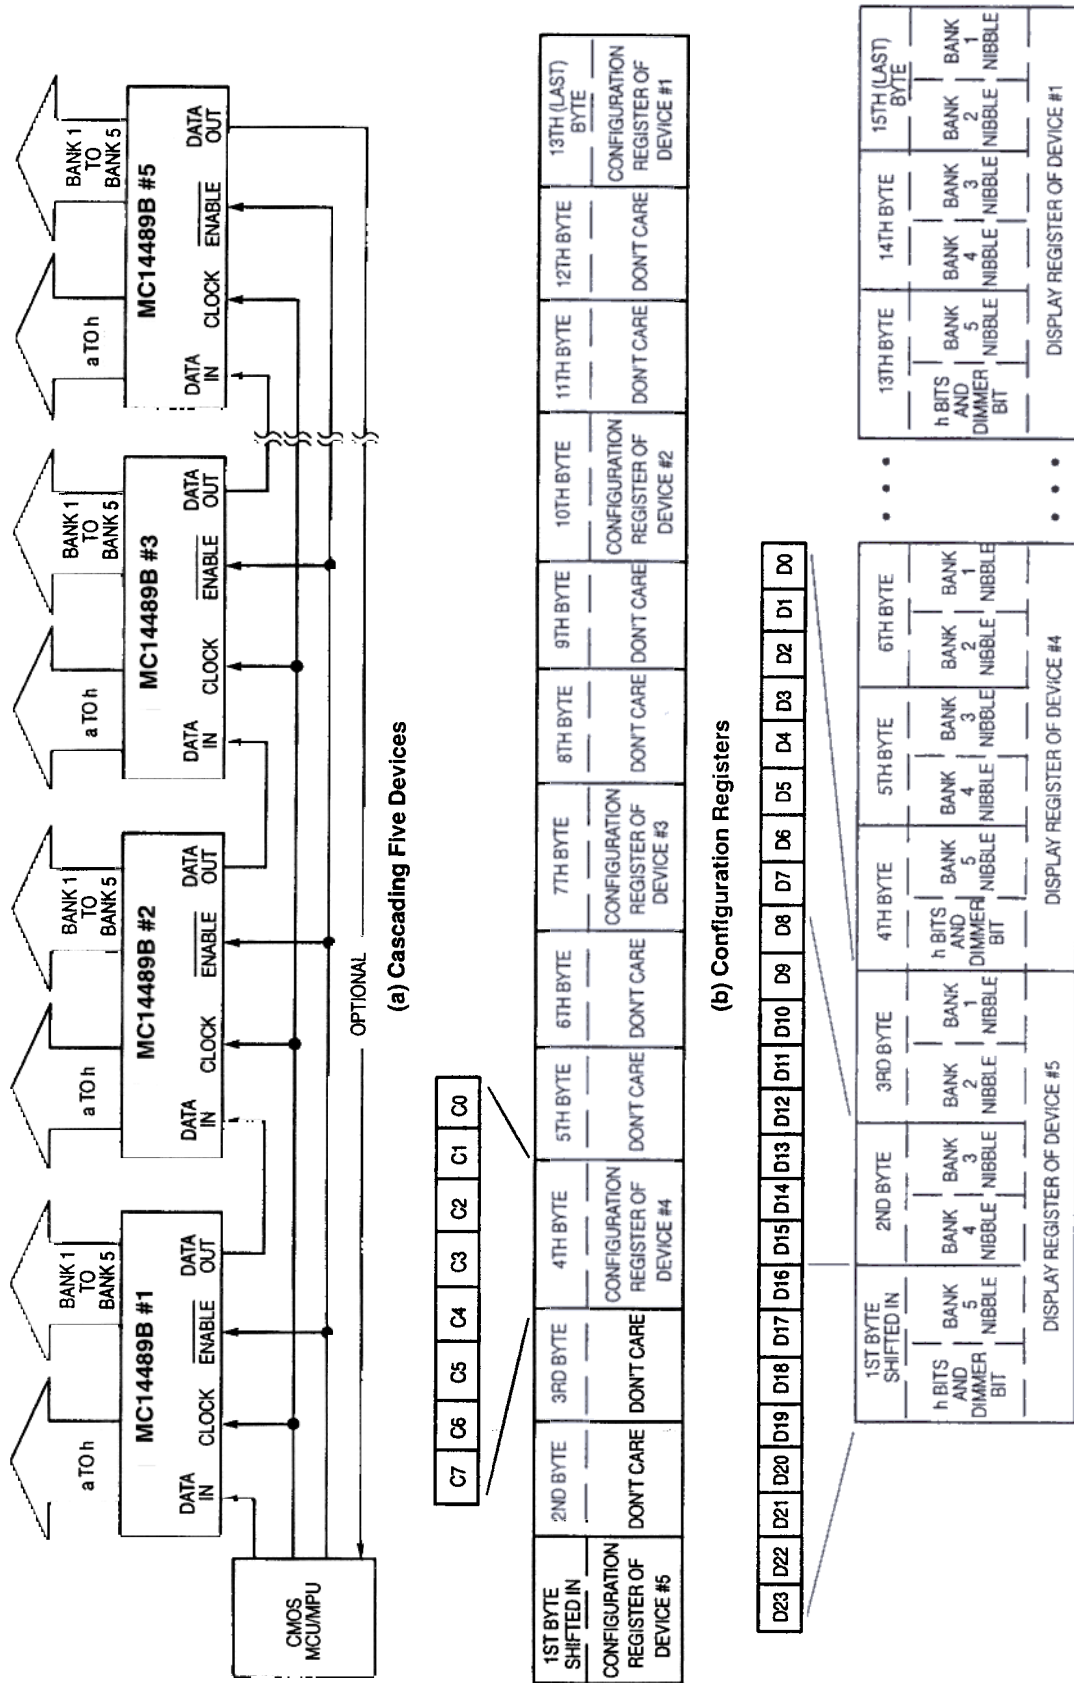 BANK 1
TO
BANK 5
a TO h
MC14489B #1
DATA
IN
CLOCK
ENABLE
DATA
OUT
BANK 1
TO
BANK 5
a TO h
MC14489B #2
DATA
IN
CLOCK
ENABLE
DATA
OUT
BANK 1
TO
BANK 5
a TO h
MC14489B #3
DATA
IN
CLOCK
ENABLE
DATA
OUT
BANK 1
TO
BANK 5
a TO h
MC14489B #5
DATA
IN
CLOCK
ENABLE
DATA
OUT
CMOS
MCU/MPU
OPTIONAL
(a) Cascading Five Devices
C7 C6 C5 C4 C3 C2 C1 C0
1ST BYTE
SHIFTED IN
CONFIGURATION
REGISTER OF
DEVICE #5
2ND BYTE
DON'T CARE
3RD BYTE
DON'T CARE
4TH BYTE
CONFIGURATION
REGISTER OF
DEVICE #4
5TH BYTE
DON'T CARE
6TH BYTE
DON'T CARE
7TH BYTE
CONFIGURATION
REGISTER OF
DEVICE #3
8TH BYTE
DON'T CARE
9TH BYTE
DON'T CARE
10TH BYTE
CONFIGURATION
REGISTER OF
DEVICE #2
11TH BYTE
DON'T CARE
12TH BYTE
DON'T CARE
13TH (LAST)
BYTE
CONFIGURATION
REGISTER OF
DEVICE #1
(b) Configuration Registers
D23 D22 D21 D20 D19 D18 D17 D16 D15 D14 D13 D12 D11 D10 D9 D8 D7 D6 D5 D4 D3 D2 D1 D0
1ST BYTE
SHIFTED IN
h BITS
AND
DIMMER
BIT
BANK
5
NIBBLE
2ND BYTE
BANK
4
NIBBLE
BANK
3
NIBBLE
3RD BYTE
BANK
2
NIBBLE
BANK
1
NIBBLE
DISPLAY REGISTER OF DEVICE #5
4TH BYTE
h BITS
AND
DIMMER
BIT
BANK
5
NIBBLE
5TH BYTE
BANK
4
NIBBLE
BANK
3
NIBBLE
6TH BYTE
BANK
2
NIBBLE
BANK
1
NIBBLE
DISPLAY REGISTER OF DEVICE #4
• • •
• • •
13TH BYTE
h BITS
AND
DIMMER
BIT
BANK
5
NIBBLE
14TH BYTE
BANK
4
NIBBLE
BANK
3
NIBBLE
15TH (LAST)
BYTE
BANK
2
NIBBLE
BANK
1
NIBBLE
DISPLAY REGISTER OF DEVICE #1